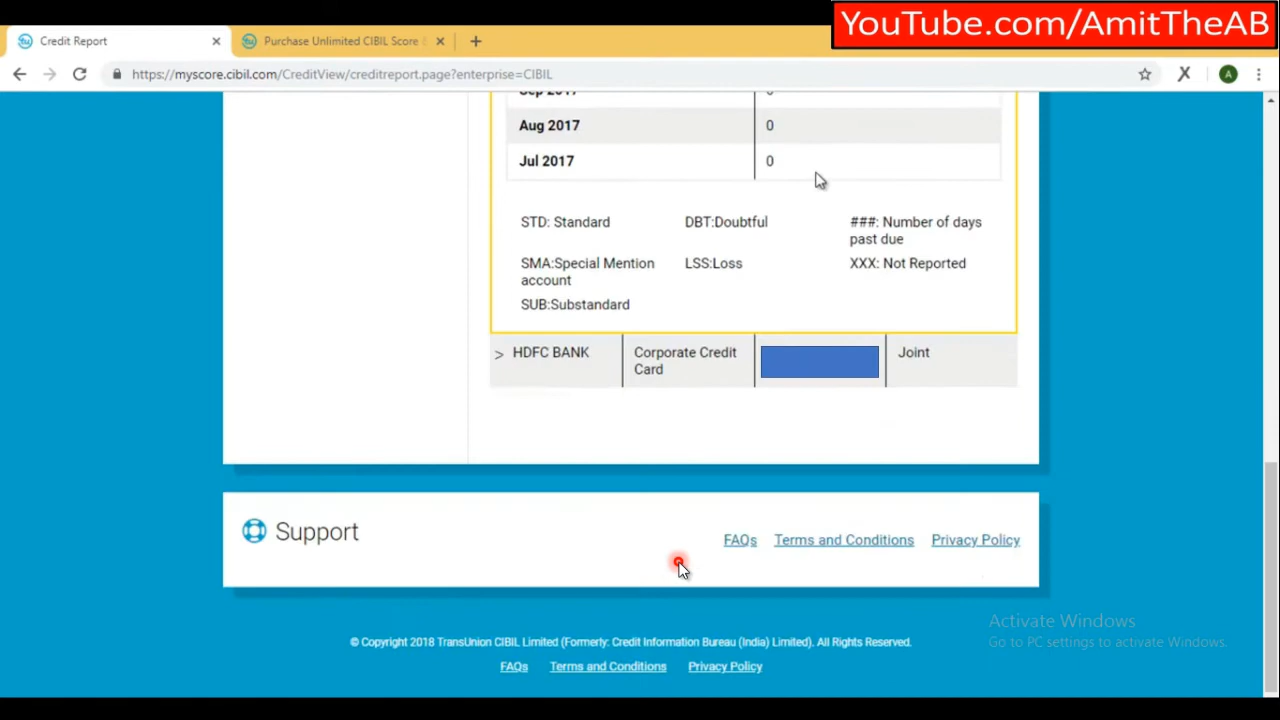 YouTube.com/AmitTheAB
Credit Report
Purchase Unlimited CIBIL Score
https://myscore.cibil.com/CreditView/creditreport.page?enterprise=CIBIL
A
Sep 2017 0
Aug 2017 0
Jul 2017 0
STD: Standard DBT:Doubtful ###: Number of days
past due
SMA:Special Mention LSS:Loss XXX: Not Reported
account
SUB:Substandard
> HDFC BANK Corporate Credit Joint
Card
Support FAQs Terms and Conditions Privacy Policy
Activate Windows
Go to PC settings to activate Windows.
© Copyright 2018 TransUnion CIBIL Limited (Formerly: Credit Information Bureau (India) Limited). All Rights Reserved.
FAQs Terms and Conditions Privacy Policy